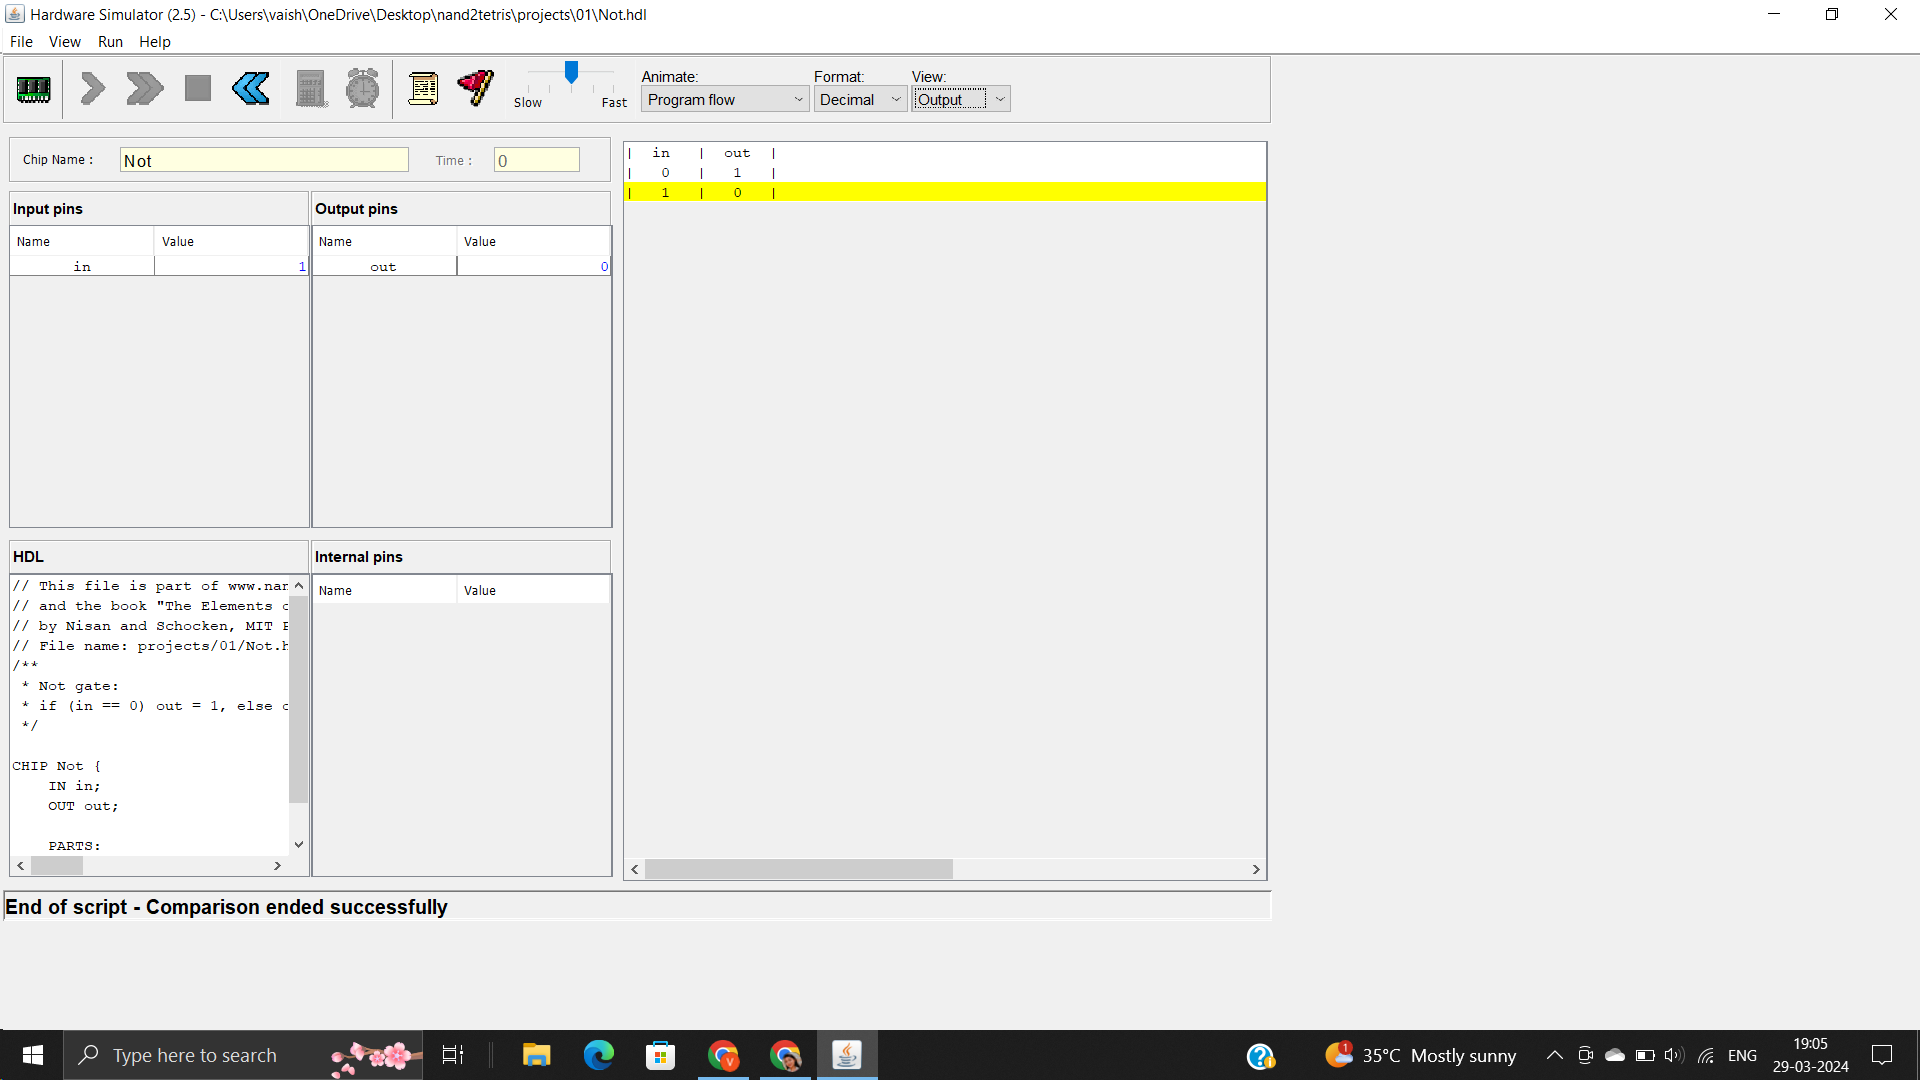 Hardware Simulator (2.5) - C:\Users\vaish\OneDrive\Desktop\nand2tetris\projects\01\Not.hdl
File View Run Help
Slow Fast
Animate: Format: View:
Program flow Decimal Output
Chip Name : Not Time : 0
Input pins
Name Value
in 1
Output pins
Name Value
out 0
| in | out |
| 0 | 1 |
| 1 | 0 |
HDL
// This file is part of www.nan
// and the book "The Elements o
// by Nisan and Schocken, MIT P
// File name: projects/01/Not.h
/**
* Not gate:
* if (in == 0) out = 1, else o
*/
CHIP Not {
IN in;
OUT out;
PARTS:
Internal pins
Name Value
End of script - Comparison ended successfully
Type here to search
V
1
35°C Mostly sunny
ENG
19:05
29-03-2024